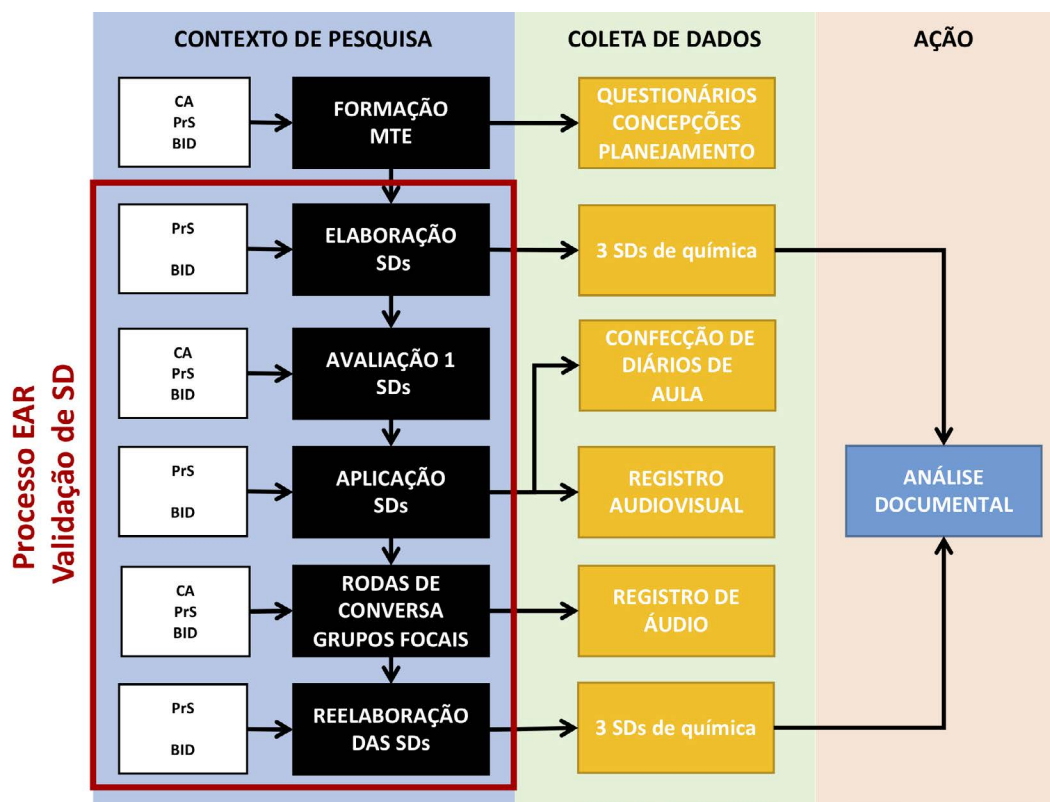 CONTEXTO DE PESQUISA
COLETA DE DADOS
AÇÃO
CA
PrS
BID
FORMAÇÃO
MTE
QUESTIONÁRIOS
CONCEPÇÕES
PLANEJAMENTO
Processo EAR
Validação de SD
PrS
BID
ELABORAÇÃO
SDs
3 SDs de química
CA
PrS
BID
AVALIAÇÃO 1
SDs
CONFECÇÃO DE
DIÁRIOS DE
AULA
PrS
BID
APLICAÇÃO
SDs
REGISTRO
AUDIOVISUAL
ANÁLISE
DOCUMENTAL
CA
PrS
BID
RODAS DE
CONVERSA
GRUPOS FOCAIS
REGISTRO DE
ÁUDIO
PrS
BID
REELABORAÇÃO
DAS SDs
3 SDs de química